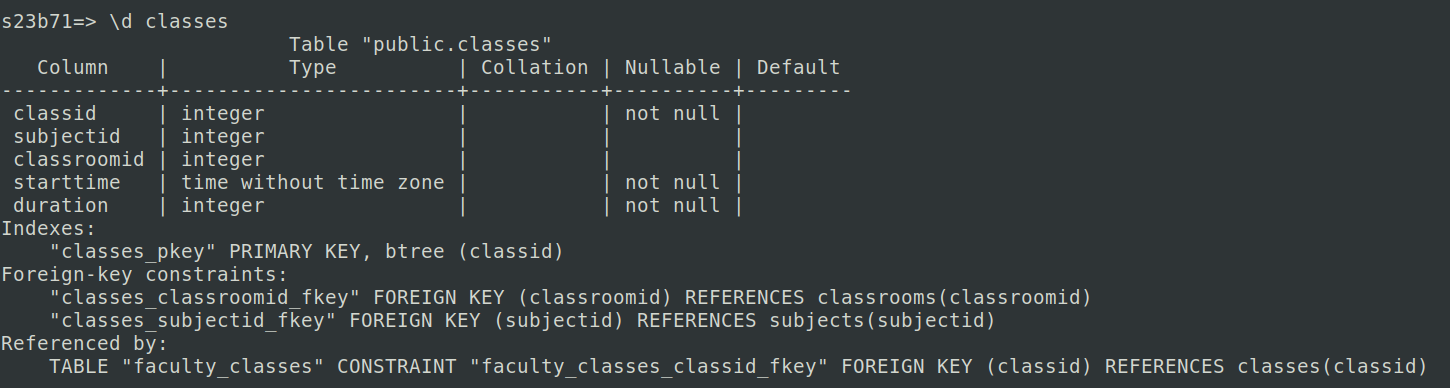 s23b71=> \d classes
                        Table "public.classes"
   Column    |          Type          | Collation | Nullable | Default
-------------+------------------------+-----------+----------+---------
 classid     | integer                |           | not null |
 subjectid   | integer                |           |          |
 classroomid | integer                |           |          |
 starttime   | time without time zone |           | not null |
 duration    | integer                |           | not null |
Indexes:
    "classes_pkey" PRIMARY KEY, btree (classid)
Foreign-key constraints:
    "classes_classroomid_fkey" FOREIGN KEY (classroomid) REFERENCES classrooms(classroomid)
    "classes_subjectid_fkey" FOREIGN KEY (subjectid) REFERENCES subjects(subjectid)
Referenced by:
    TABLE "faculty_classes" CONSTRAINT "faculty_classes_classid_fkey" FOREIGN KEY (classid) REFERENCES classes(classid)